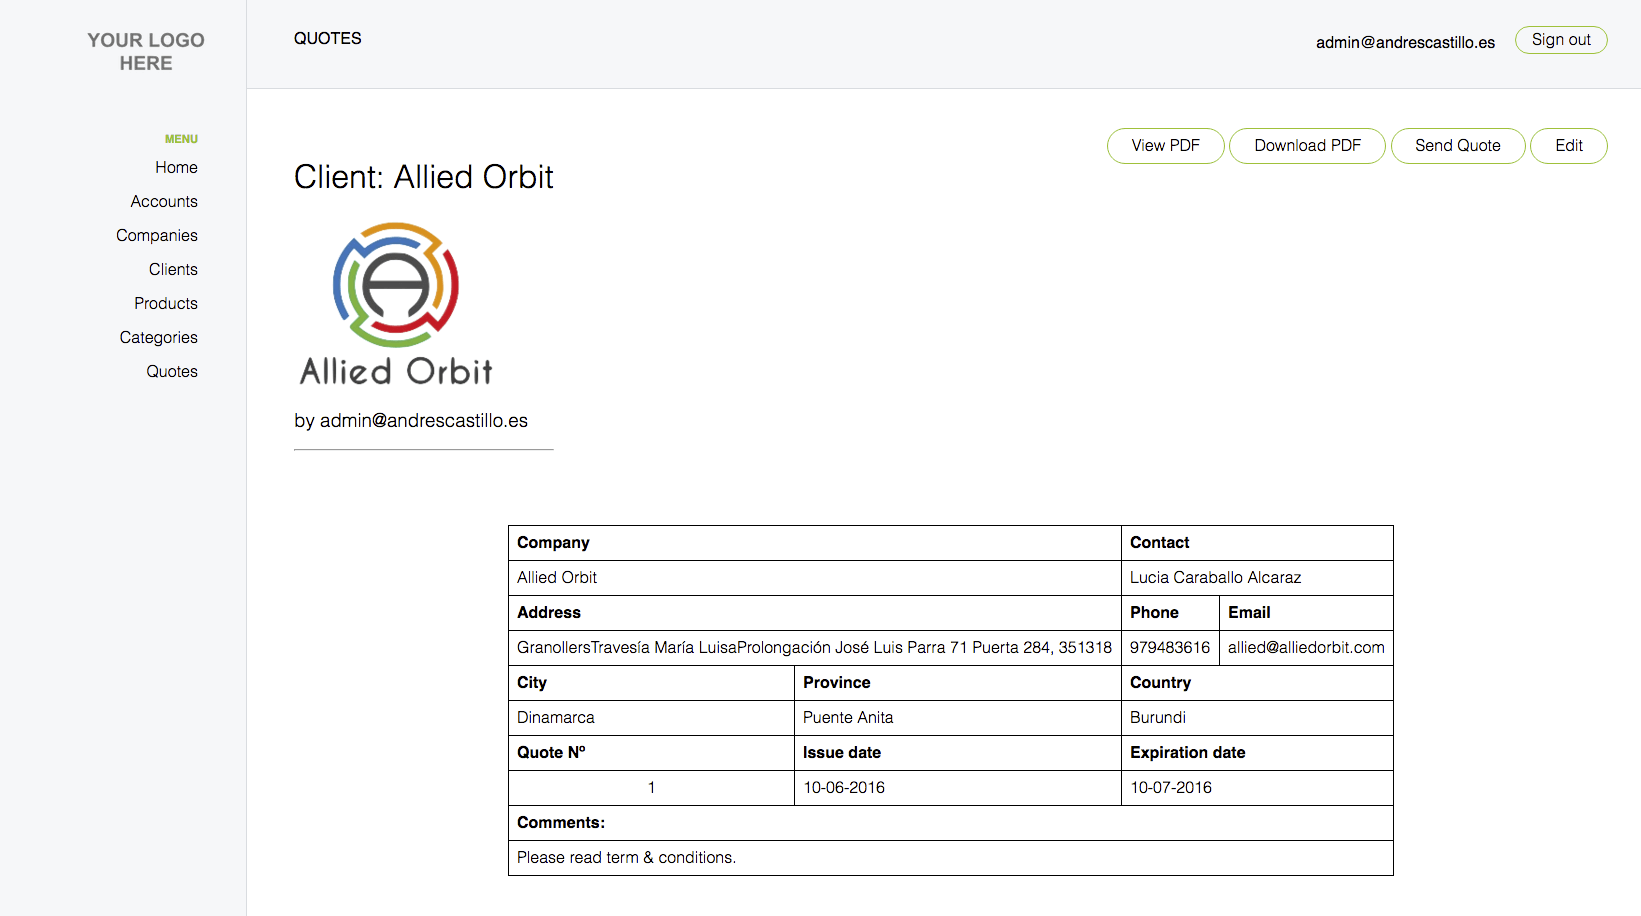 YOUR LOGO
HERE
QUOTES
admin@andrescastillo.es
Sign out
MENU
Home
Accounts
Companies
Clients
Products
Categories
Quotes
View PDF
Download PDF
Send Quote
Edit
Client: Allied Orbit
A
Allied Orbit
by admin@andrescastillo.es
Company Contact
Allied Orbit Lucia Caraballo Alcaraz
Address Phone Email
GranollersTravesía María LuisaProlongación José Luis Parra 71 Puerta 284, 351318 979483616 allied@alliedorbit.com
City Province Country
Dinamarca Puente Anita Burundi
Quote Nº Issue date Expiration date
1 10-06-2016 10-07-2016
Comments:
Please read term & conditions.